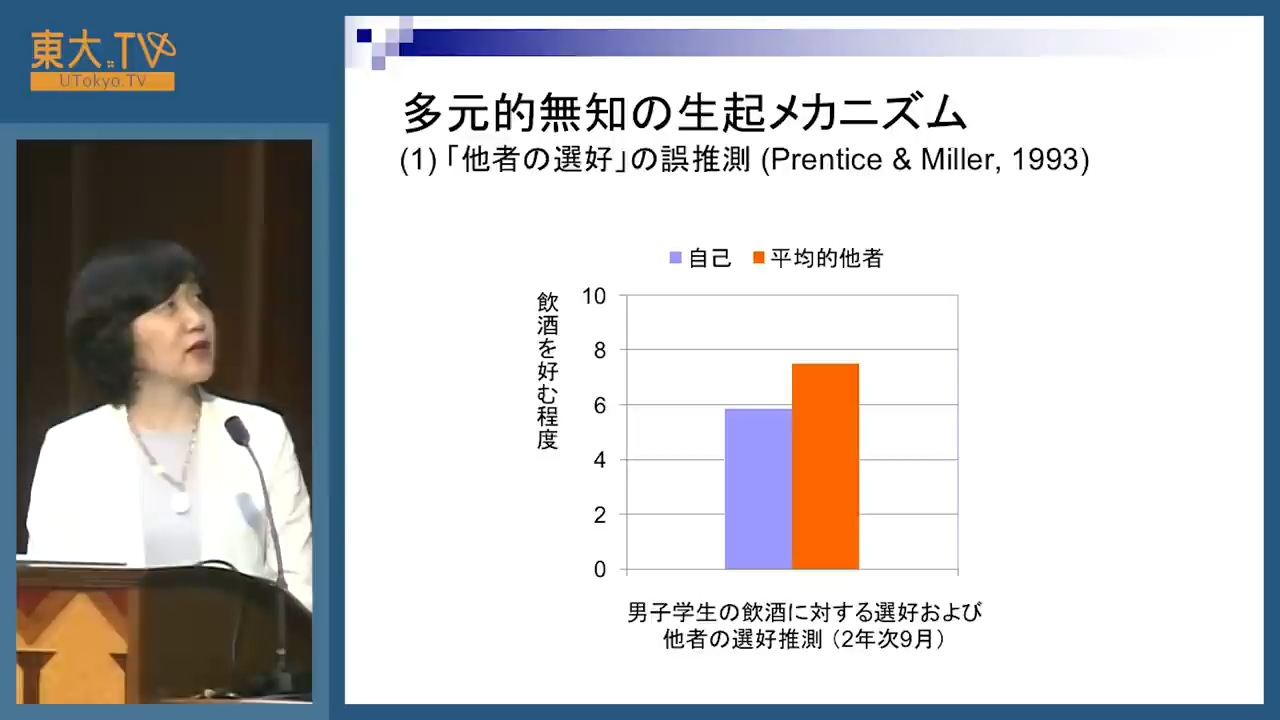 東大.TV
UTokyo.TV
多元的無知の生起メカニズム
(1)「他者の選好」の誤推測 (Prentice & Miller, 1993)
自己 平均的他者
飲酒を好む程度
10
8
6
4
2
0
男子学生の飲酒に対する選好および
他者の選好推測（2年次9月）